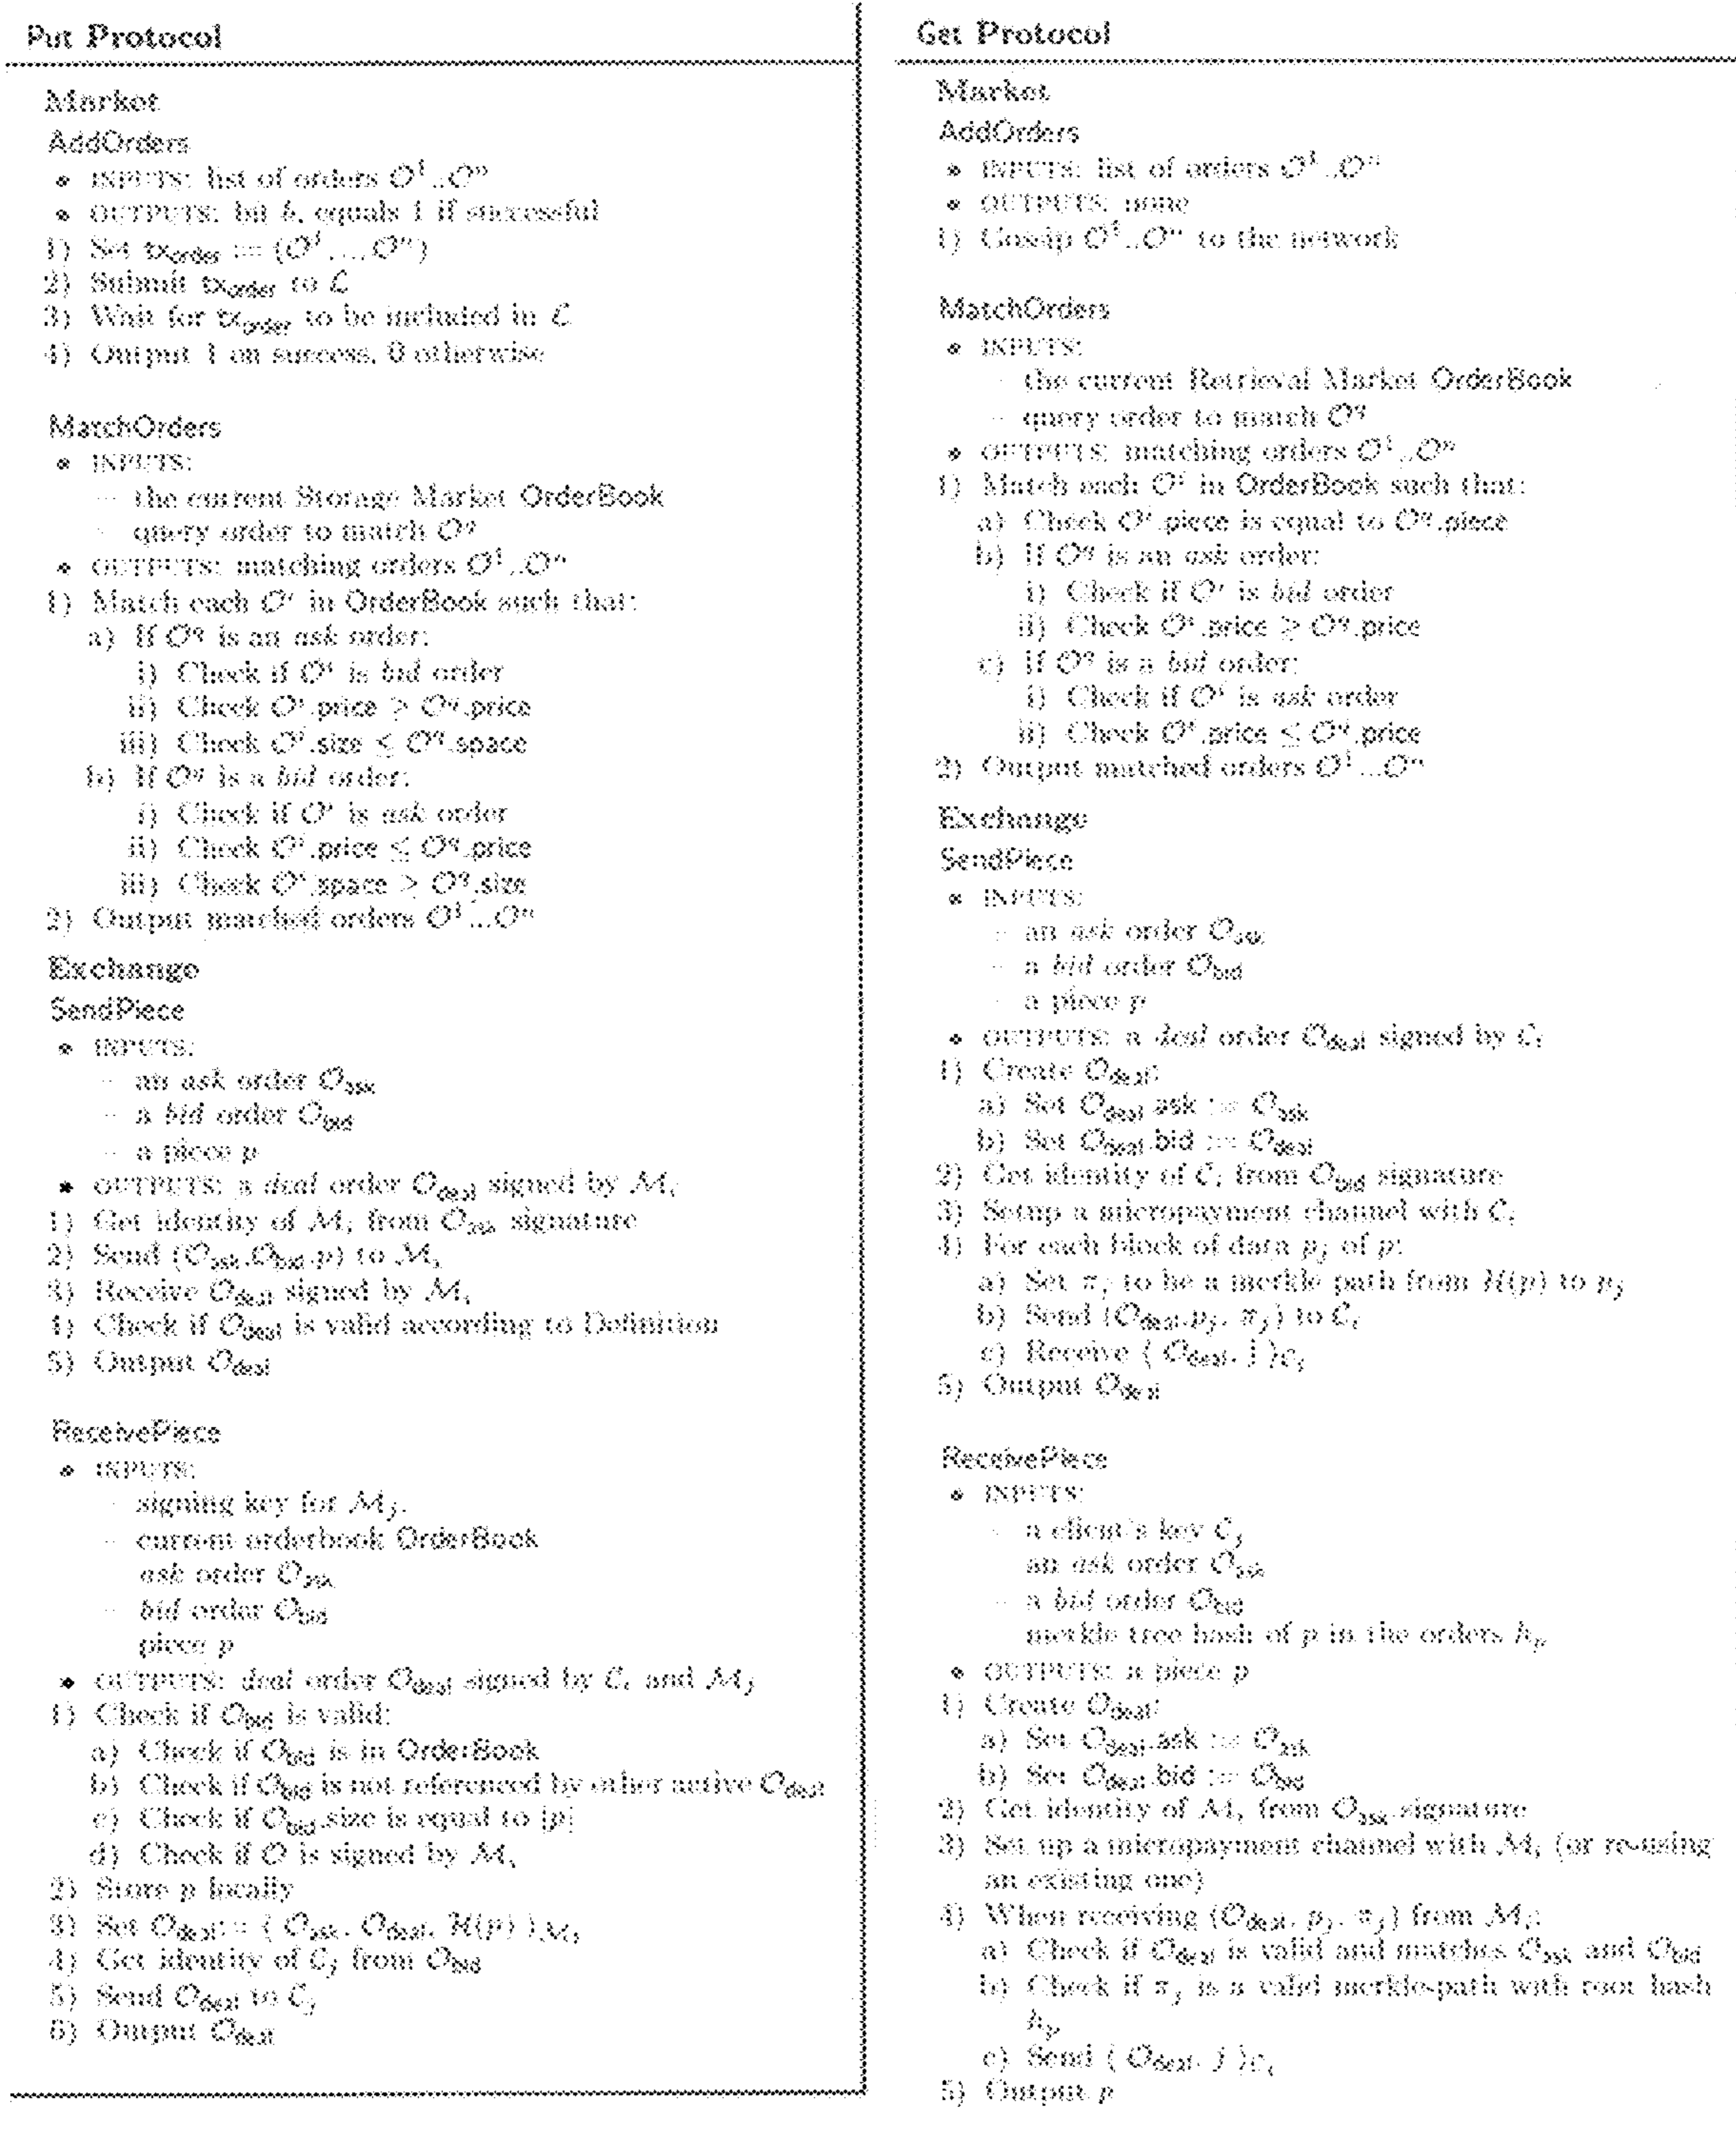 Put Protocol
Market
AddOrders
• INPUTS: list of orders O^1..O^n
• OUTPUTS: bit b, equals 1 if successful
1) Set tx_order := (O^1,...,O^n)
2) Submit tx_order to L
3) Wait for tx_order to be included in L
4) Output 1 on success, 0 otherwise
MatchOrders
• INPUTS:
– the current Storage Market OrderBook
– query order to match O^q
• OUTPUTS: matching orders O^1..O^n
1) Match each O^i in OrderBook such that:
a) If O^q is an ask order:
i) Check if O^i is bid order
ii) Check O^i.price ≥ O^q.price
iii) Check O^i.size ≤ O^q.space
b) If O^q is a bid order:
i) Check if O^i is ask order
ii) Check O^i.price ≤ O^q.price
iii) Check O^i.space ≥ O^q.size
2) Output matched orders O^1...O^n
Exchange
SendPiece
• INPUTS:
– an ask order O_ask
– a bid order O_bid
– a piece p
• OUTPUTS: a deal order O_deal signed by M_i
1) Get identity of M_i from O_ask signature
2) Send (O_ask, O_bid, p) to M_i
3) Receive O_deal signed by M_i
4) Check if O_deal is valid according to Definition
5) Output O_deal
ReceivePiece
• INPUTS:
– signing key for M_j.
– current orderbook OrderBook
ask order O_ask
– bid order O_bid
piece p
• OUTPUTS: deal order O_deal signed by C_i and M_j
1) Check if O_bid is valid:
a) Check if O_bid is in OrderBook
b) Check if O_bid is not referenced by other active O_deal
c) Check if O_bid.size is equal to |p|
d) Check if O is signed by M_i
2) Store p locally
3) Set O_deal := ⟨ O_ask, O_deal, H(p) ⟩M_i
4) Get identity of C_j from O_bid
5) Send O_deal to C_j
6) Output O_deal
Get Protocol
Market
AddOrders
• INPUTS: list of orders O^1..O^n
• OUTPUTS: none
1) Gossip O^1..O^n to the network
MatchOrders
• INPUTS:
– the current Retrieval Market OrderBook
– query order to match O^q
• OUTPUTS: matching orders O^1..O^n
1) Match each O^i in OrderBook such that:
a) Check O^i.piece is equal to O^q.piece
b) If O^q is an ask order:
i) Check if O^i is bid order
ii) Check O^i.price ≥ O^q.price
c) If O^q is a bid order:
i) Check if O^i is ask order
ii) Check O^i.price ≤ O^q.price
2) Output matched orders O^1...O^n
Exchange
SendPiece
• INPUTS:
– an ask order O_ask
– a bid order O_bid
– a piece p
• OUTPUTS: a deal order O_deal signed by C_i
1) Create O_deal:
a) Set O_deal.ask := O_ask
b) Set O_deal.bid := O_deal
2) Get identity of C_i from O_bid signature
3) Setup a micropayment channel with C_i
4) For each block of data p_j of p:
a) Set π_j to be a merkle path from H(p) to p_j
b) Send (O_deal, p_j, π_j) to C_i
c) Receive ⟨ O_deal, j ⟩C_i
5) Output O_deal
ReceivePiece
• INPUTS:
– a client's key C_j
an ask order O_ask
– a bid order O_bid
merkle tree hash of p in the orders h_p
• OUTPUTS: a piece p
1) Create O_deal:
a) Set O_deal.ask := O_ask
b) Set O_deal.bid := O_bid
2) Get identity of M_i from O_ask signature
3) Set up a micropayment channel with M_i (or re-using
an existing one)
4) When receiving (O_deal, p_j, π_j) from M_i:
a) Check if O_deal is valid and matches O_ask and O_bid
b) Check if π_j is a valid merkle-path with root hash
h_p
c) Send ⟨ O_deal, j ⟩C_i
5) Output p